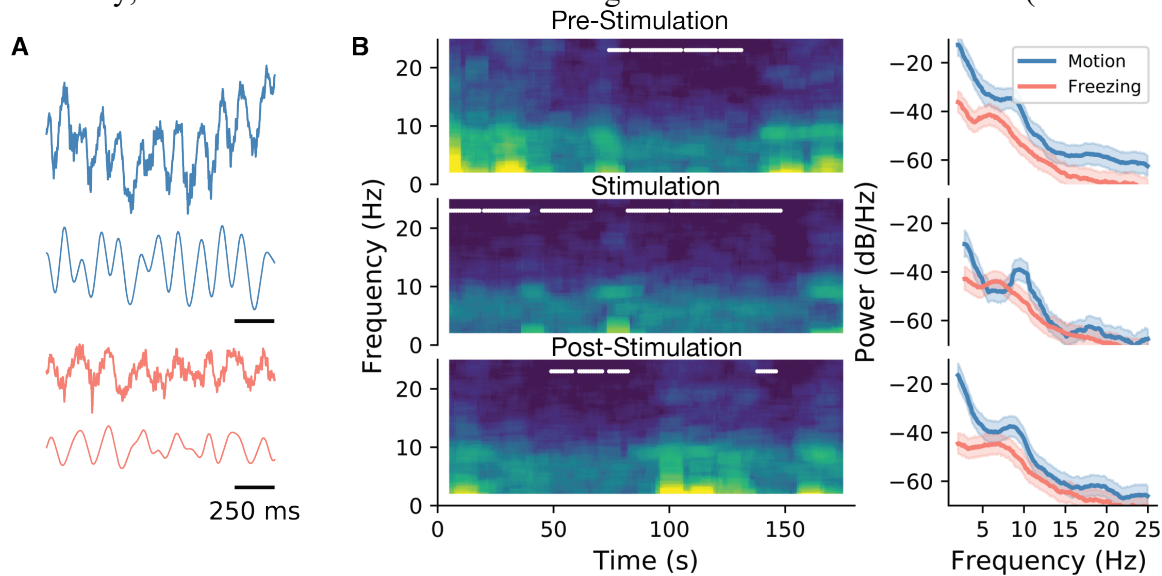 A
250 ms
B
Pre-Stimulation
Stimulation
Post-Stimulation
Frequency (Hz)
20
10
0
20
10
0
20
10
0
0
50
100
150
Time (s)
Power (dB/Hz)
−20
−40
−60
−20
−40
−60
−20
−40
−60
Motion
Freezing
5
10
15
20
25
Frequency (Hz)